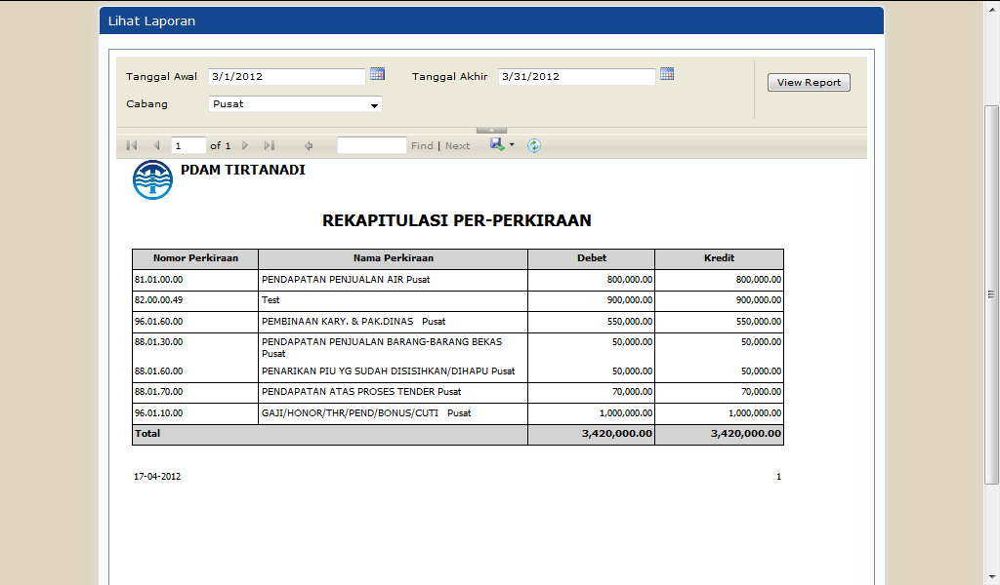 Lihat Laporan
Tanggal Awal 3/1/2012 Tanggal Akhir 3/31/2012
View Report
Cabang Pusat
1 of 1 Find | Next
PDAM TIRTANADI
REKAPITULASI PER-PERKIRAAN
Nomor Perkiraan Nama Perkiraan Debet Kredit
81.01.00.00 PENDAPATAN PENJUALAN AIR Pusat 800,000.00 800,000.00
82.00.00.49 Test 900,000.00 900,000.00
96.01.60.00 PEMBINAAN KARY. & PAK.DINAS Pusat 550,000.00 550,000.00
88.01.30.00 PENDAPATAN PENJUALAN BARANG-BARANG BEKAS 50,000.00 50,000.00
Pusat
88.01.60.00 PENARIKAN PIU YG SUDAH DISISIHKAN/DIHAPU Pusat 50,000.00 50,000.00
88.01.70.00 PENDAPATAN ATAS PROSES TENDER Pusat 70,000.00 70,000.00
96.01.10.00 GAJI/HONOR/THR/PEND/BONUS/CUTI Pusat 1,000,000.00 1,000,000.00
Total 3,420,000.00 3,420,000.00
17-04-2012 1